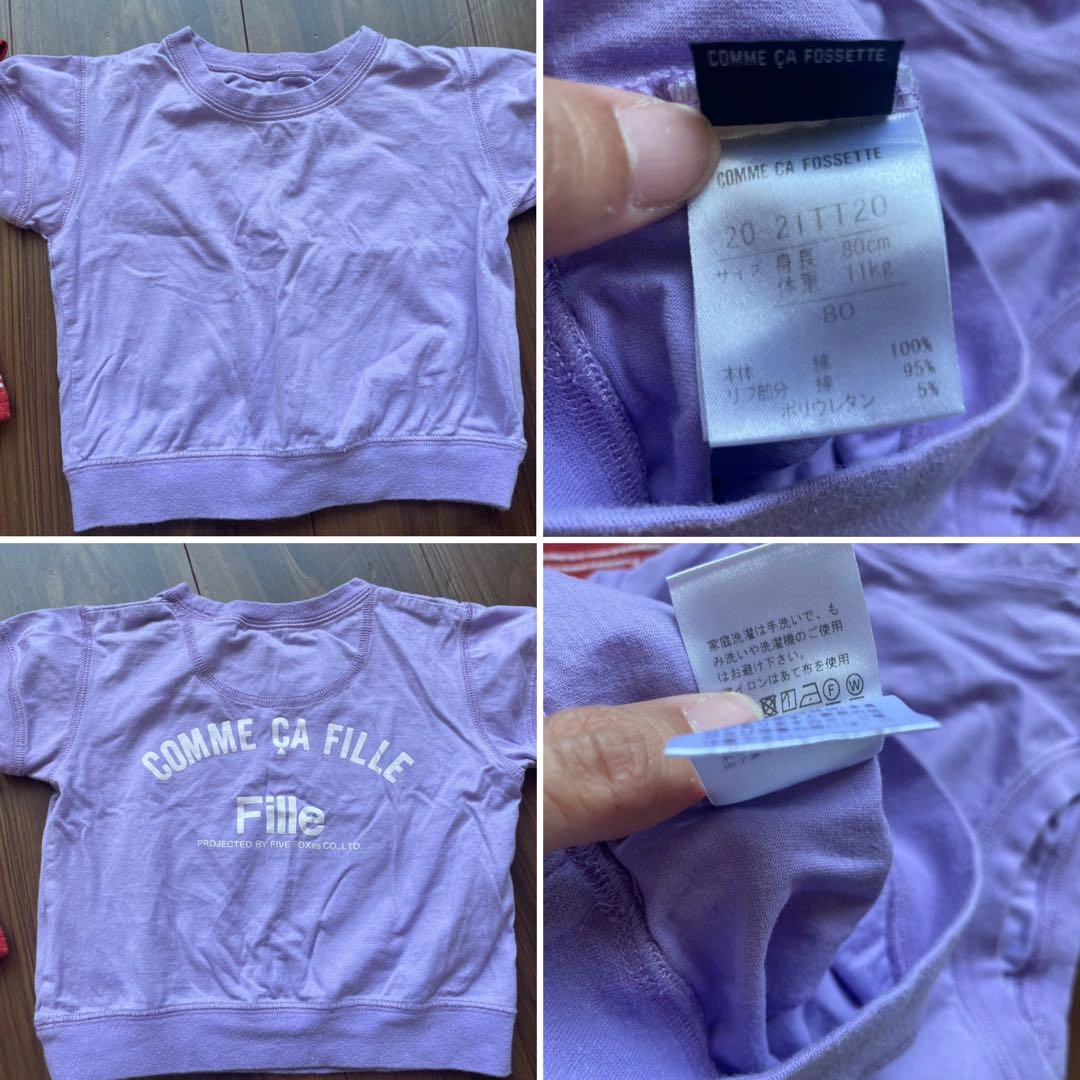 COMME ÇA FOSSETTE
COMME ÇA FOSSETTE
20 21TT20
サイズ 身長 80cm
体重 11kg
80
本体 綿 100%
リブ部分 綿 95%
ポリウレタン 5%
COMME ÇA FILLE
Fille
PROJECTED BY FIVE FOXes CO.,LTD.
家庭洗濯は手洗いで、も
み洗いや洗濯機のご使用
はお避け下さい。
アイロンはあて布を使用
F W